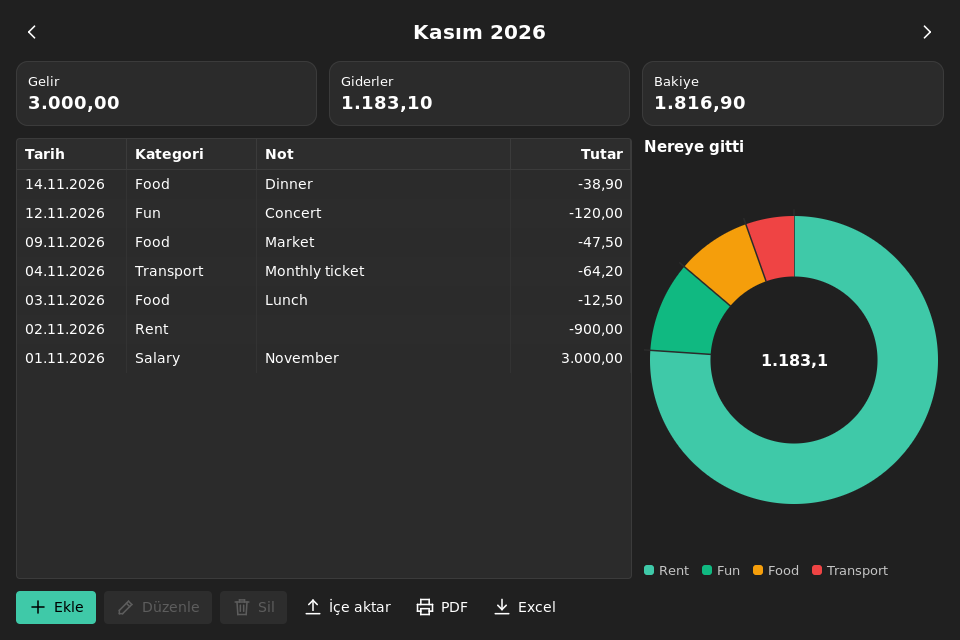 Kasım 2026
Gelir
3.000,00
Giderler
1.183,10
Bakiye
1.816,90
Tarih Kategori Not Tutar
14.11.2026 Food Dinner -38,90
12.11.2026 Fun Concert -120,00
09.11.2026 Food Market -47,50
04.11.2026 Transport Monthly ticket -64,20
03.11.2026 Food Lunch -12,50
02.11.2026 Rent -900,00
01.11.2026 Salary November 3.000,00
Nereye gitti
1.183,1
Rent Fun Food Transport
Ekle Düzenle Sil İçe aktar PDF Excel